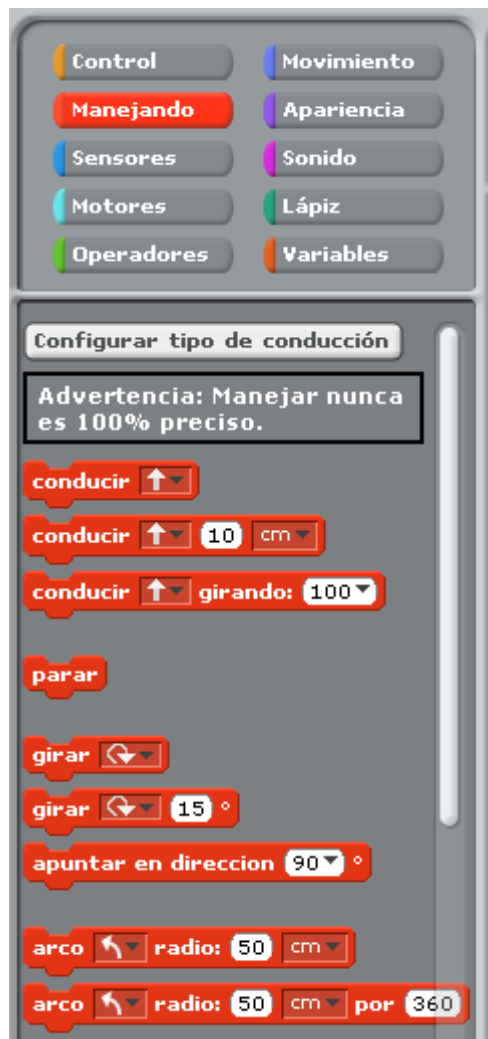 Control Movimiento
Manejando Apariencia
Sensores Sonido
Motores Lápiz
Operadores Variables
Configurar tipo de conducción
Advertencia: Manejar nunca
es 100% preciso.
conducir
conducir 10 cm
conducir girando: 100
parar
girar
girar 15 °
apuntar en direccion 90 °
arco radio: 50 cm
arco radio: 50 cm por 360